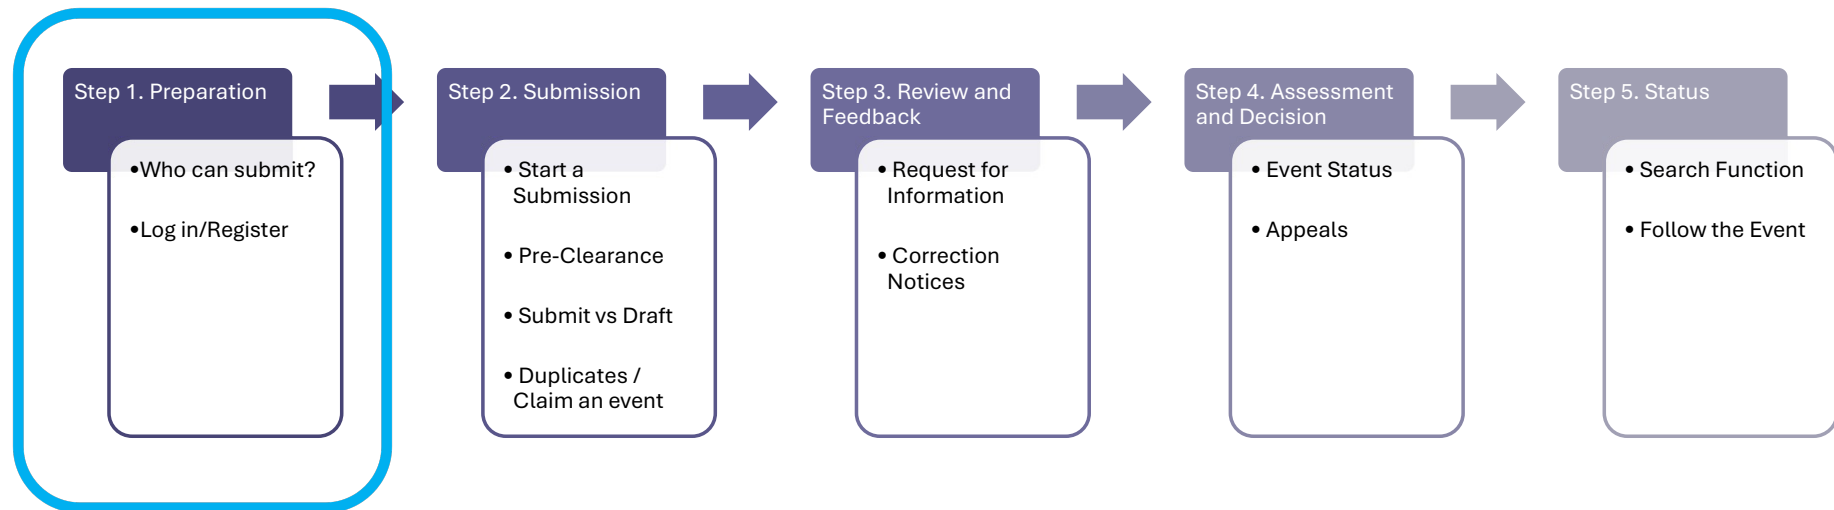 Step 1. Preparation
•Who can submit?
•Log in/Register
Step 2. Submission
• Start a
Submission
• Pre-Clearance
• Submit vs Draft
• Duplicates /
Claim an event
Step 3. Review and
Feedback
• Request for
Information
• Correction
Notices
Step 4. Assessment
and Decision
• Event Status
• Appeals
Step 5. Status
• Search Function
• Follow the Event